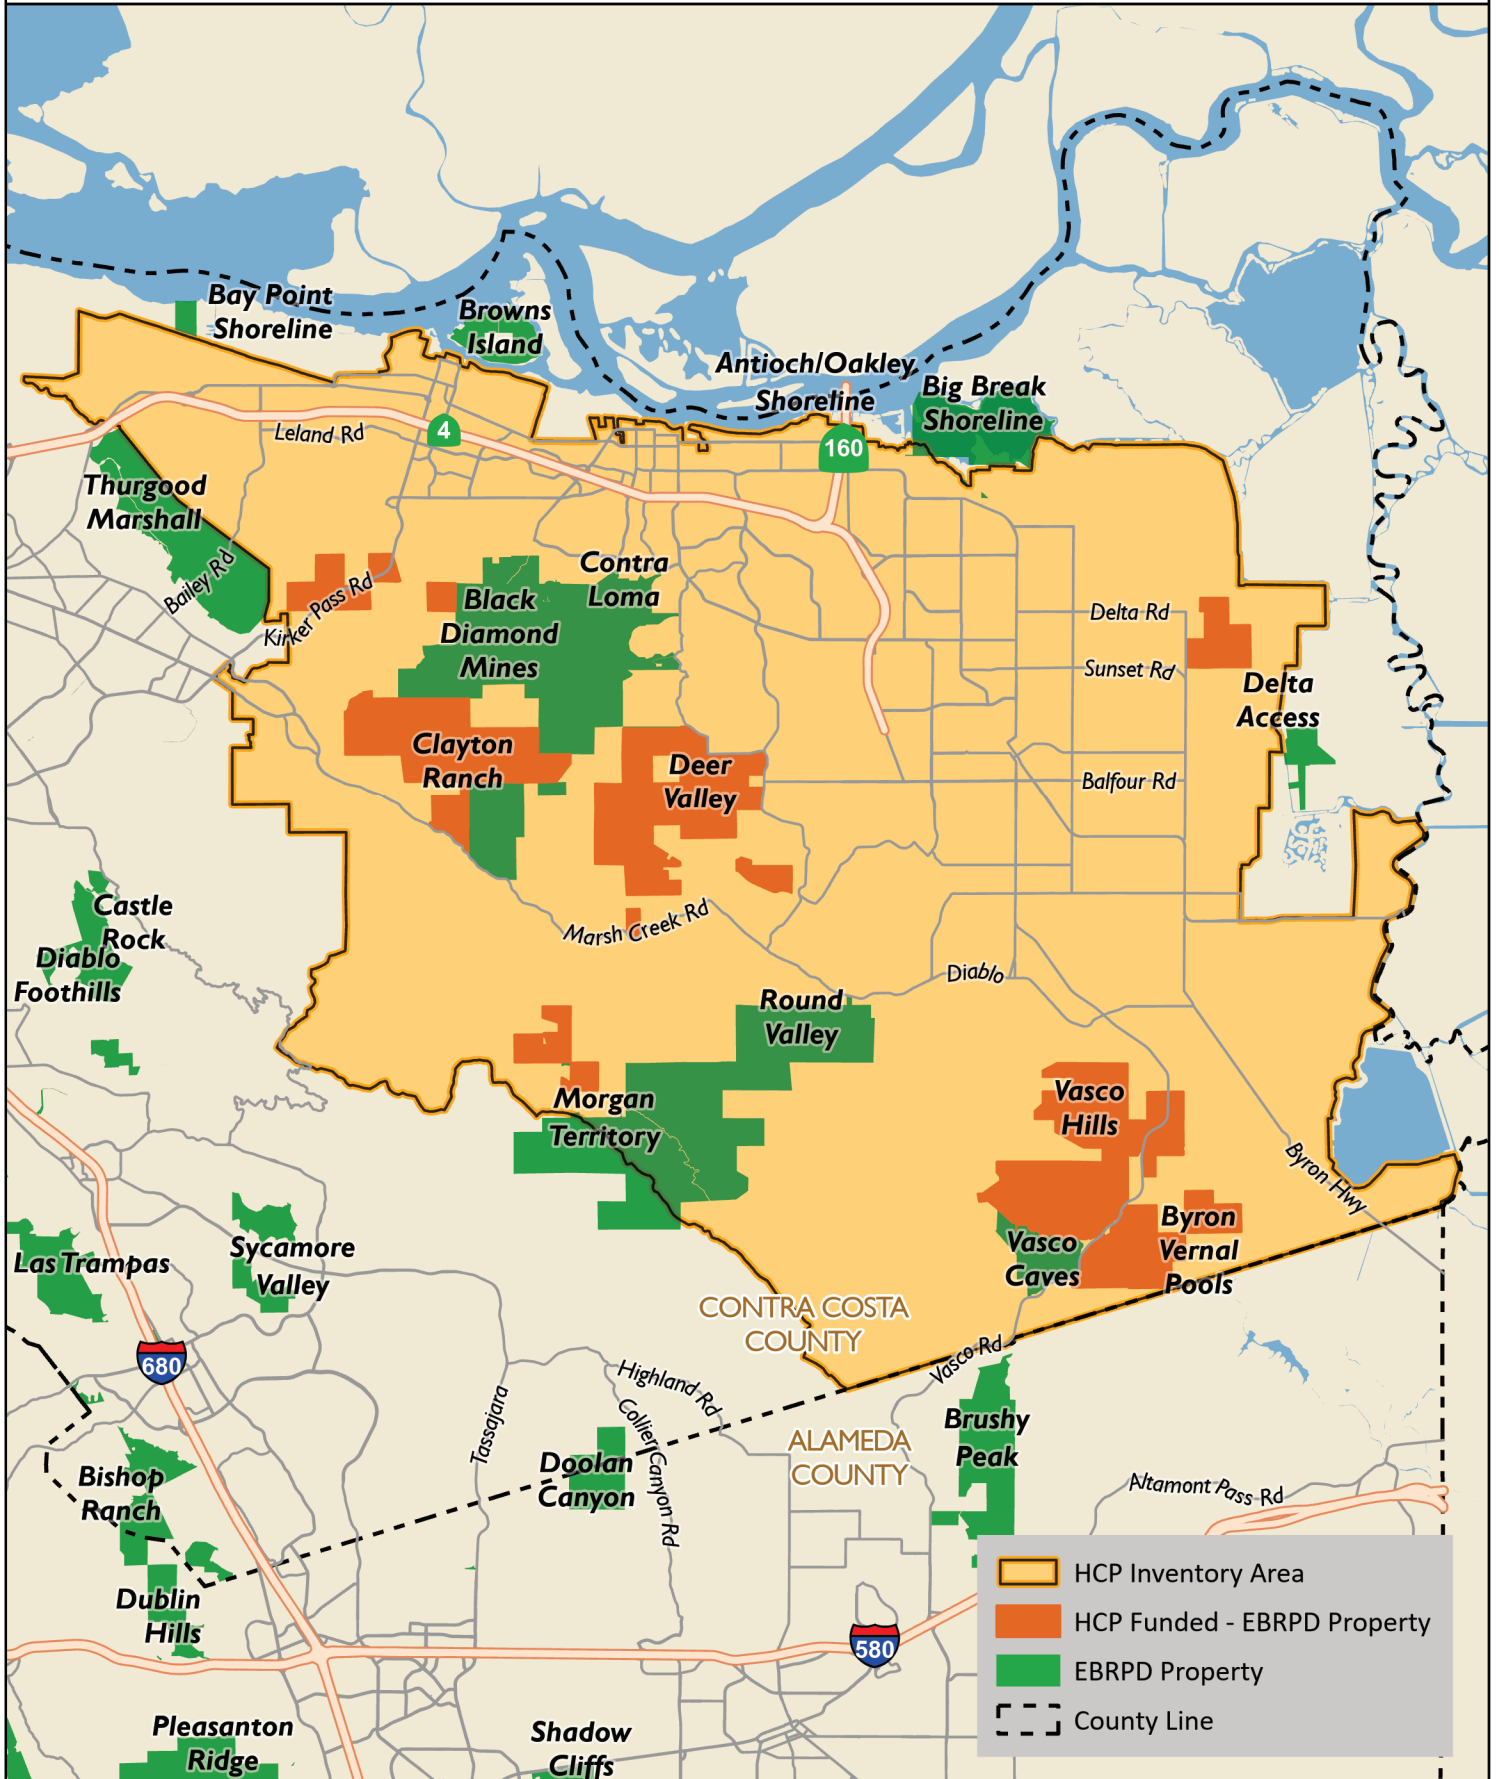 Bay Point
Shoreline
Browns
Island
Antioch/Oakley
Shoreline
Big Break
Shoreline
4
Leland Rd
160
Thurgood
Marshall
Bailey Rd
Kirker Pass Rd
Contra
Loma
Black
Diamond
Mines
Delta Rd
Sunset Rd
Delta
Access
Clayton
Ranch
Deer
Valley
Balfour Rd
Castle
Rock
Diablo
Foothills
Marsh Creek Rd
Diablo
Round
Valley
Morgan
Territory
Vasco
Hills
Byron Hwy
Byron
Vernal
Pools
Vasco
Caves
Las Trampas
Sycamore
Valley
CONTRA COSTA
COUNTY
Vasco Rd
680
Highland Rd
Tassajara
Collier Canyon Rd
Brushy
Peak
ALAMEDA
COUNTY
Doolan
Canyon
Bishop
Ranch
Altamont Pass Rd
Dublin
Hills
580
HCP Inventory Area
HCP Funded - EBRPD Property
EBRPD Property
County Line
Pleasanton
Ridge
Shadow
Cliffs